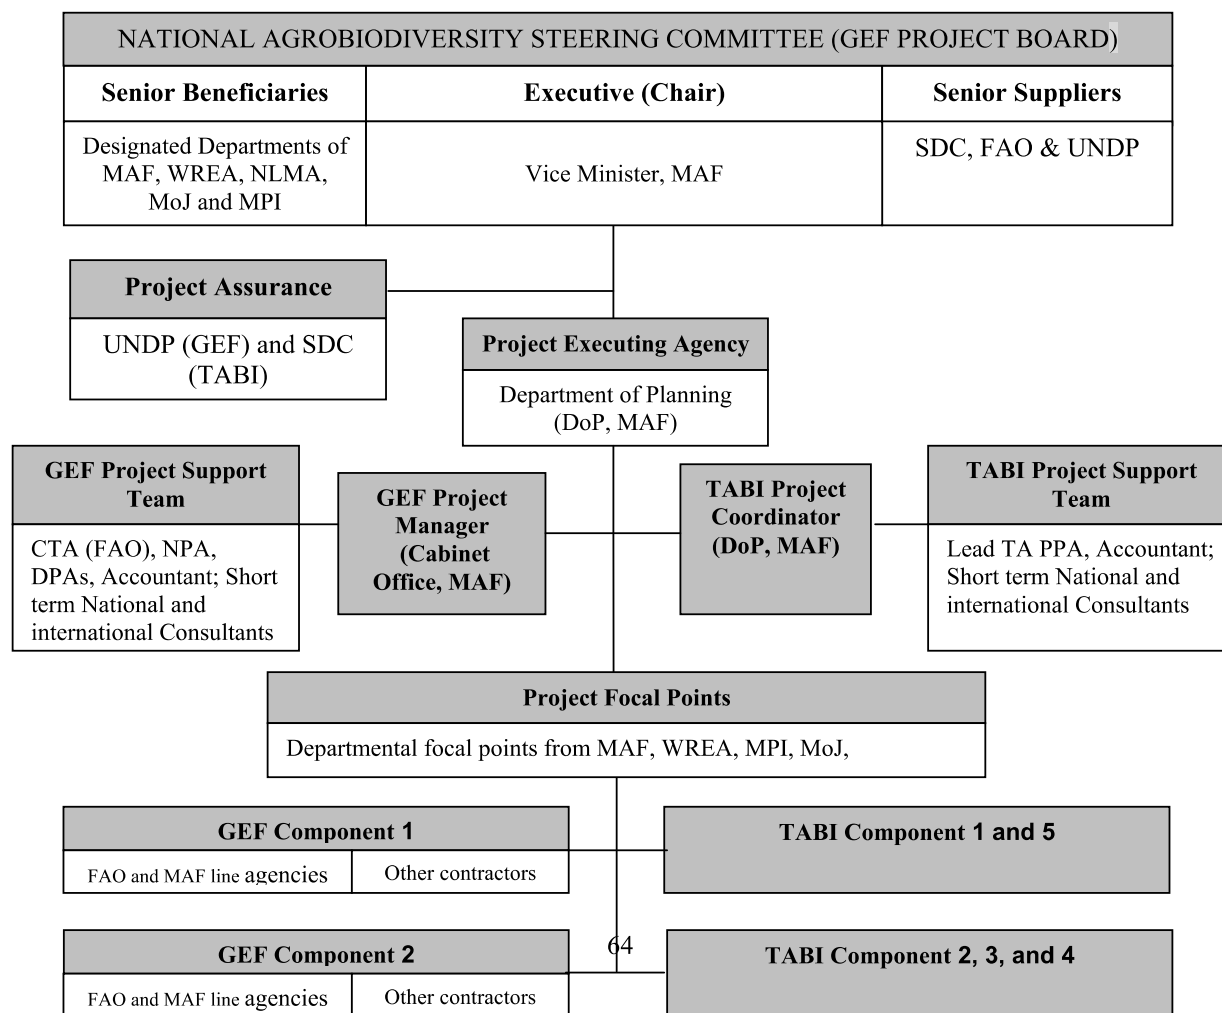 NATIONAL AGROBIODIVERSITY STEERING COMMITTEE (GEF PROJECT BOARD)
Senior Beneficiaries
Executive (Chair)
Senior Suppliers
Designated Departments of
MAF, WREA, NLMA,
MoJ and MPI
Vice Minister, MAF
SDC, FAO & UNDP
Project Assurance
UNDP (GEF) and SDC
(TABI)
Project Executing Agency
Department of Planning
(DoP, MAF)
GEF Project Support
Team
CTA (FAO), NPA,
DPAs, Accountant; Short
term National and
international Consultants
GEF Project
Manager
(Cabinet
Office, MAF)
TABI Project
Coordinator
(DoP, MAF)
TABI Project Support
Team
Lead TA PPA, Accountant;
Short term National and
international Consultants
Project Focal Points
Departmental focal points from MAF, WREA, MPI, MoJ,
GEF Component 1
FAO and MAF line agencies
Other contractors
TABI Component 1 and 5
GEF Component 2
FAO and MAF line agencies
Other contractors
64
TABI Component 2, 3, and 4